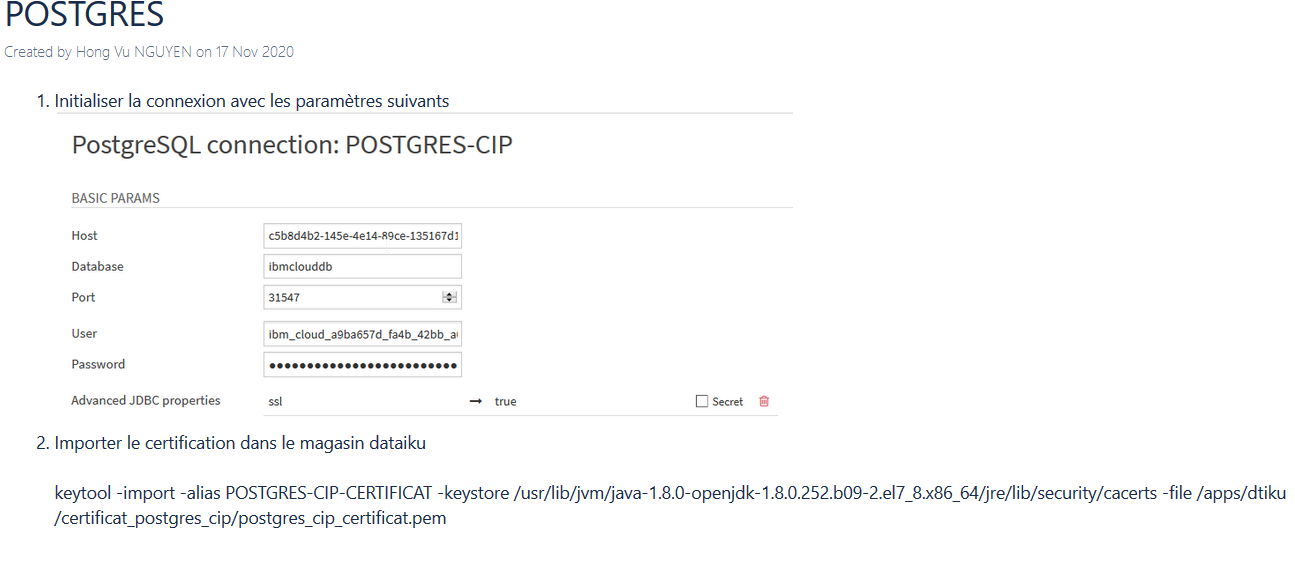 POSTGRES
Created by Hong Vu NGUYEN on 17 Nov 2020
1. Initialiser la connexion avec les paramètres suivants
PostgreSQL connection: POSTGRES-CIP
BASIC PARAMS
Host c5b8d4b2-145e-4e14-89ce-135167d1
Database ibmclouddb
Port 31547
User ibm_cloud_a9ba657d_fa4b_42bb_a
Password ●●●●●●●●●●●●●●●●●●●●●●●●●
Advanced JDBC properties ssl → true Secret
2. Importer le certification dans le magasin dataiku
keytool -import -alias POSTGRES-CIP-CERTIFICAT -keystore /usr/lib/jvm/java-1.8.0-openjdk-1.8.0.252.b09-2.el7_8.x86_64/jre/lib/security/cacerts -file /apps/dtiku
/certificat_postgres_cip/postgres_cip_certificat.pem